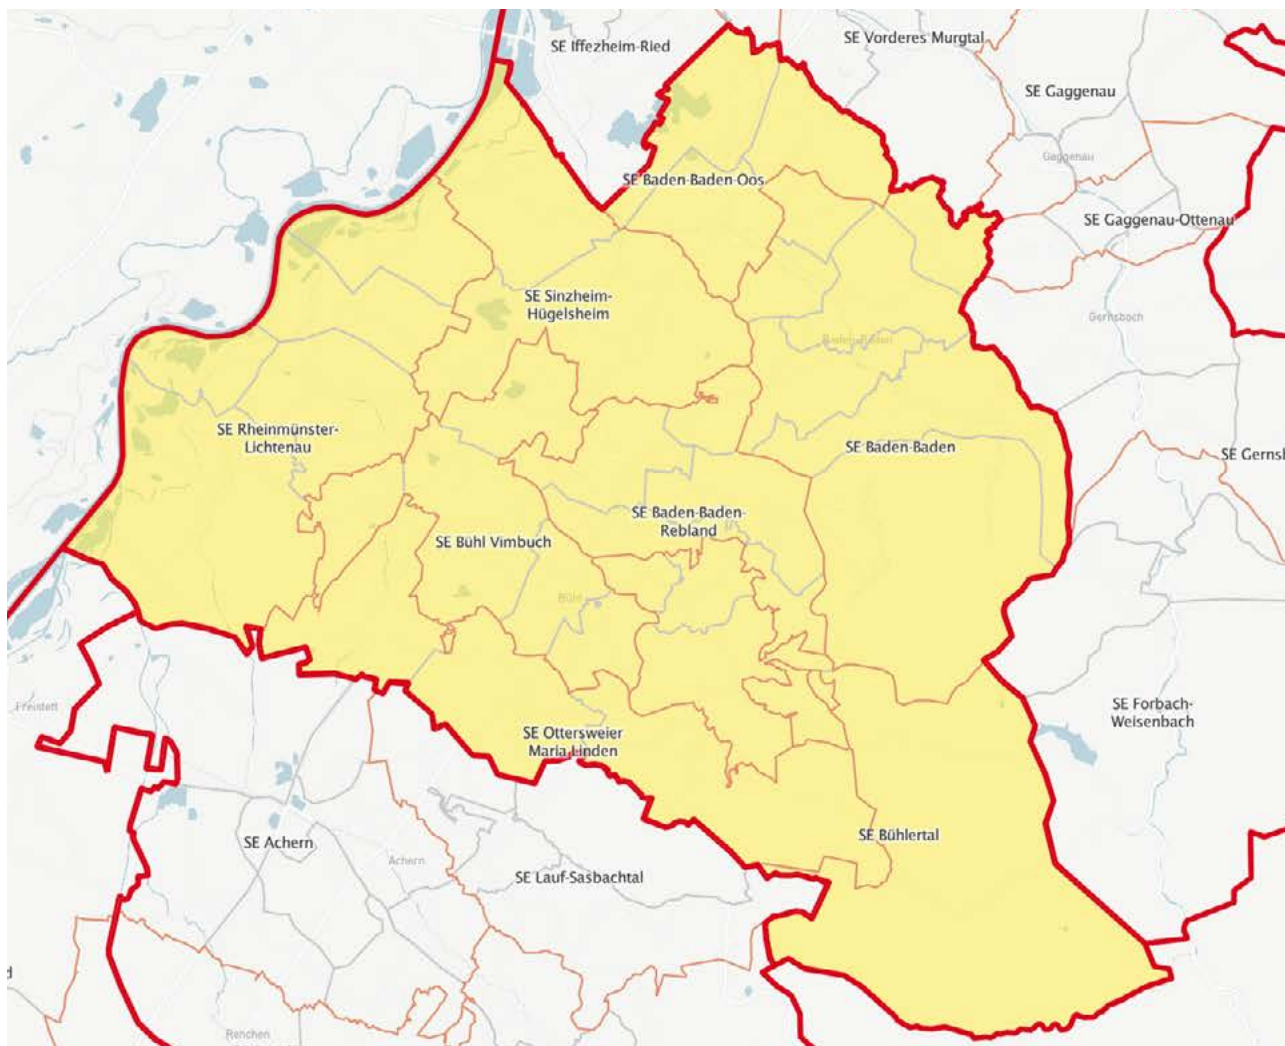 SE Iffezheim-Ried
SE Vorderes Murgtal
SE Gaggenau
Gaggenau
SE Baden-Baden-Oos
SE Gaggenau-Ottenau
SE Sinzheim-
Hügelsheim
Gernsbach
Baden-Baden
SE Rheinmünster-
Lichtenau
SE Baden-Baden
SE Gernsb
SE Baden-Baden-
Rebland
SE Bühl Vimbuch
Bühl
Freistett
SE Forbach-
Weisenbach
SE Ottersweier
Maria Linden
SE Bühlertal
SE Achern
Achern
SE Lauf-Sasbachtal
d
Renchen